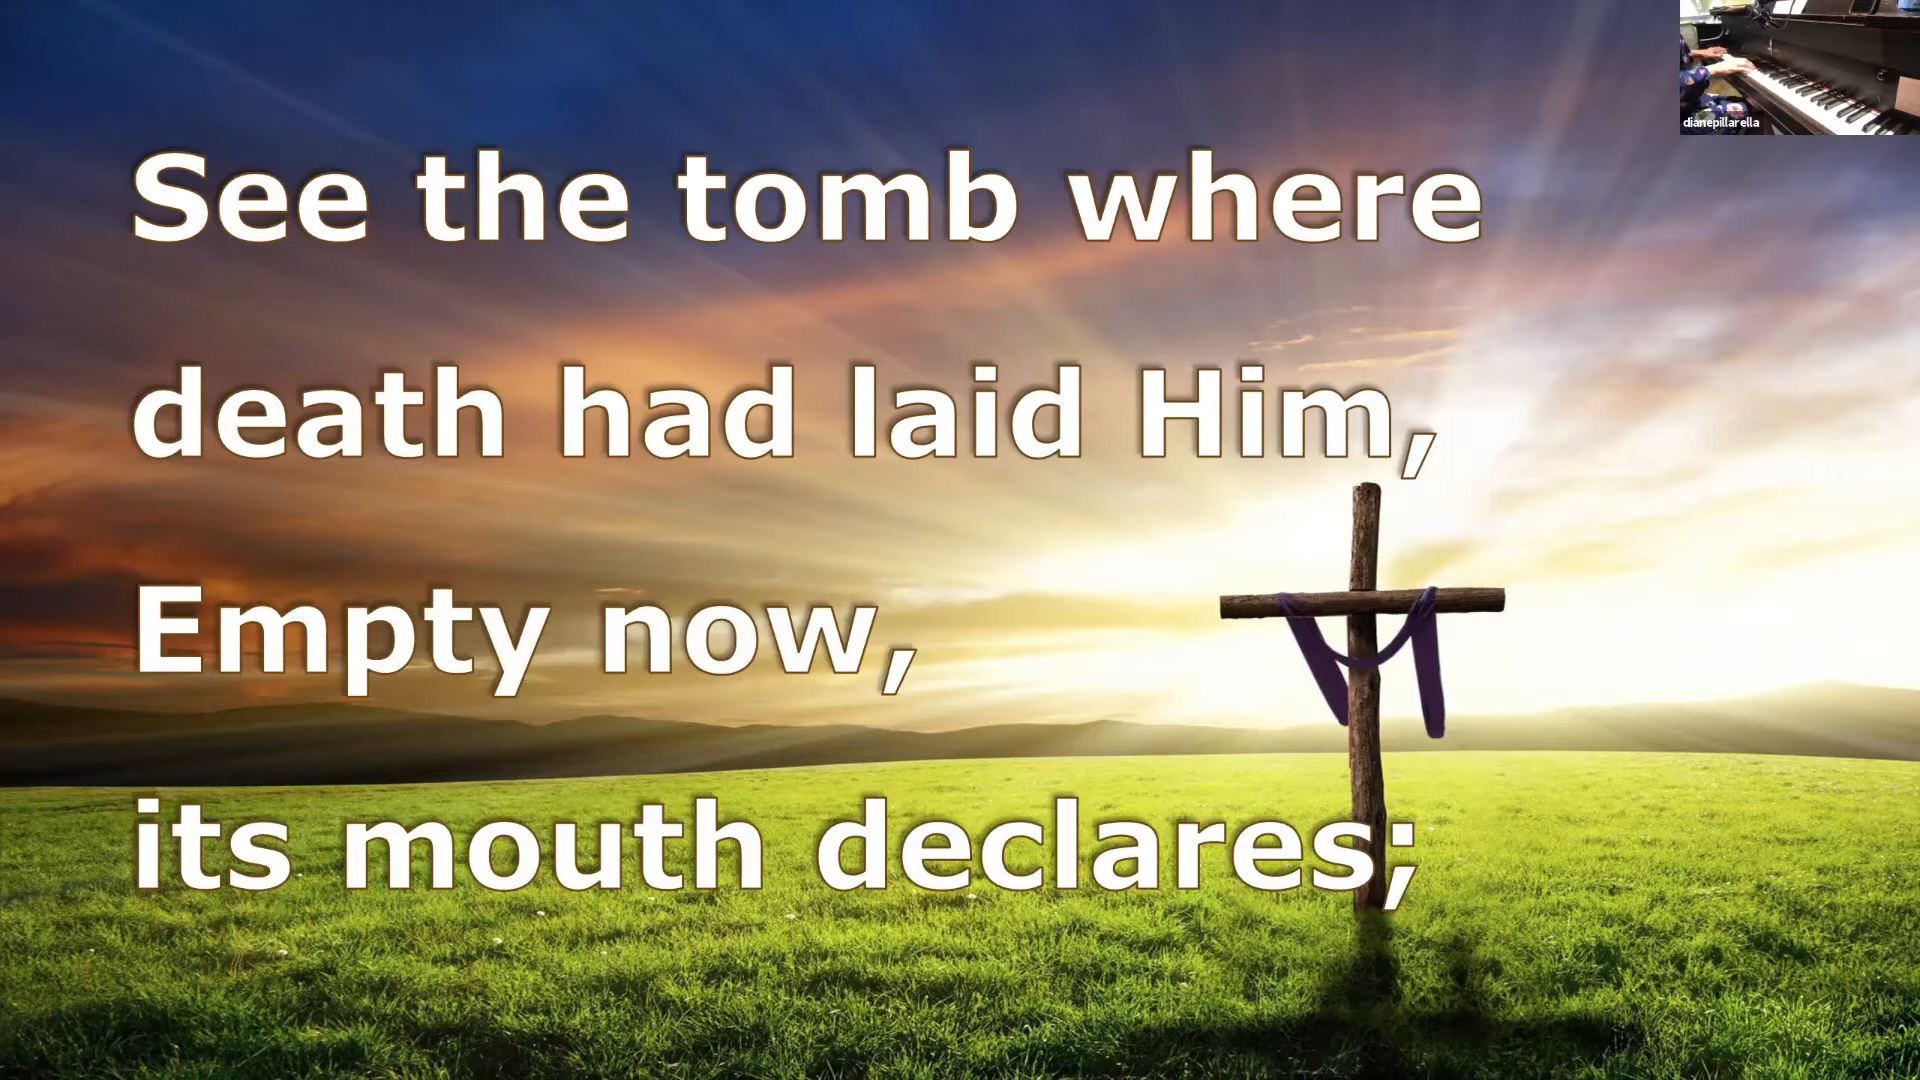 dianepillarella
See the tomb where
death had laid Him,
Empty now,
its mouth declares;